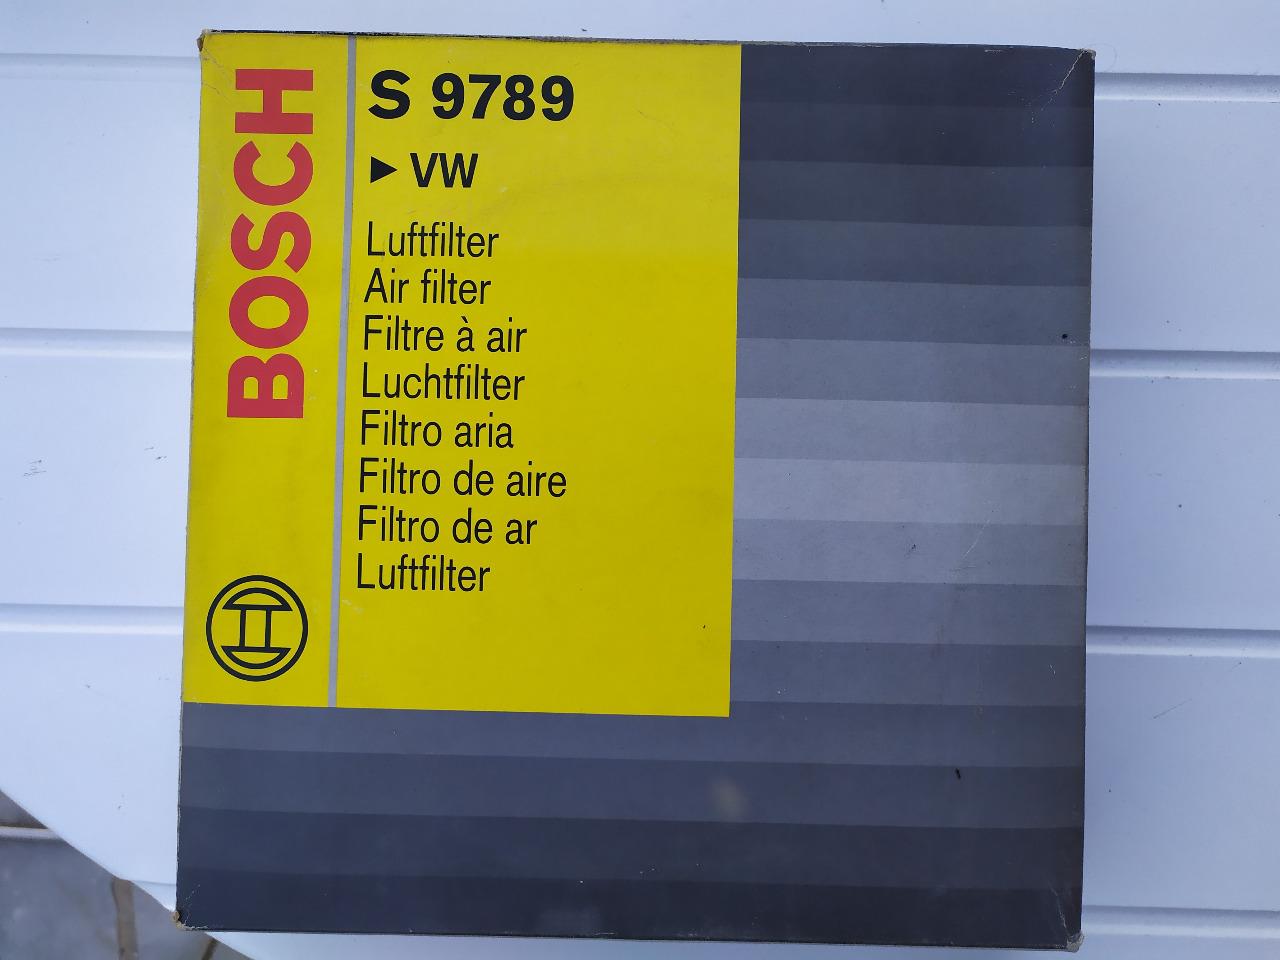 BOSCH
S 9789
► VW
Luftfilter
Air filter
Filtre à air
Luchtfilter
Filtro aria
Filtro de aire
Filtro de ar
Luftfilter